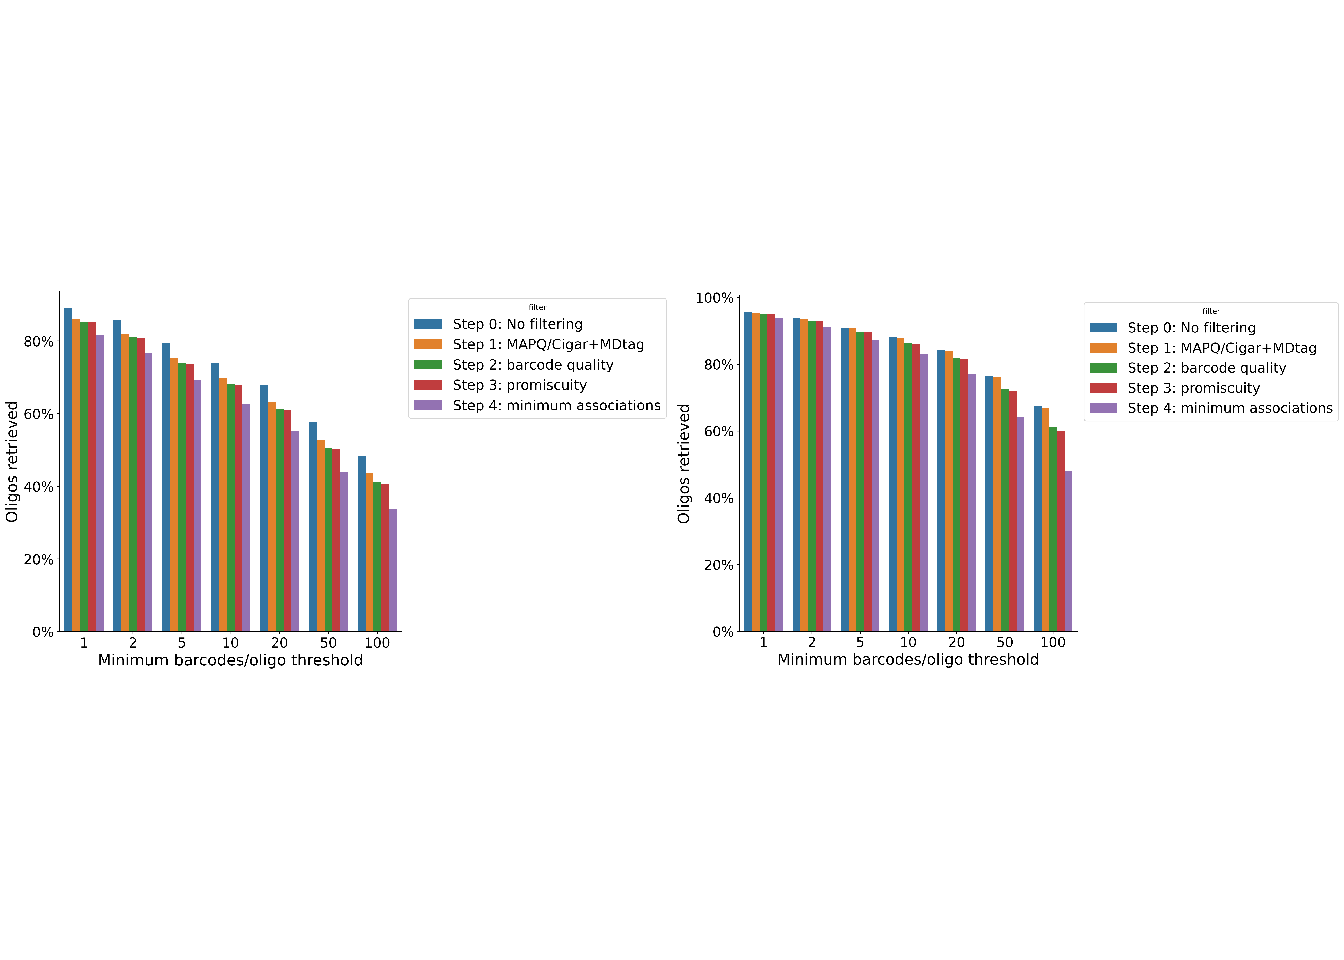 filter
Step 0: No filtering
Step 1: MAPQ/Cigar+MDtag
Step 2: barcode quality
Step 3: promiscuity
Step 4: minimum associations
80%
60%
40%
20%
0%
Oligos retrieved
1 2 5 10 20 50 100
Minimum barcodes/oligo threshold
filter
Step 0: No filtering
Step 1: MAPQ/Cigar+MDtag
Step 2: barcode quality
Step 3: promiscuity
Step 4: minimum associations
100%
80%
60%
40%
20%
0%
Oligos retrieved
1 2 5 10 20 50 100
Minimum barcodes/oligo threshold